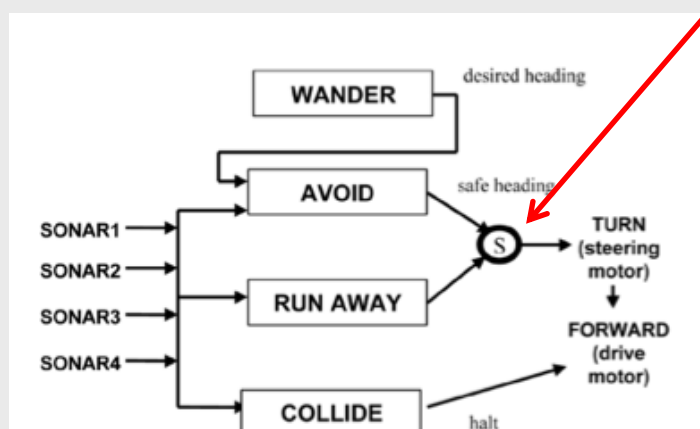 desired heading
WANDER
AVOID
safe heading
SONAR1
SONAR2
SONAR3
SONAR4
S
TURN
(steering
motor)
RUN AWAY
FORWARD
(drive
motor)
COLLIDE
halt